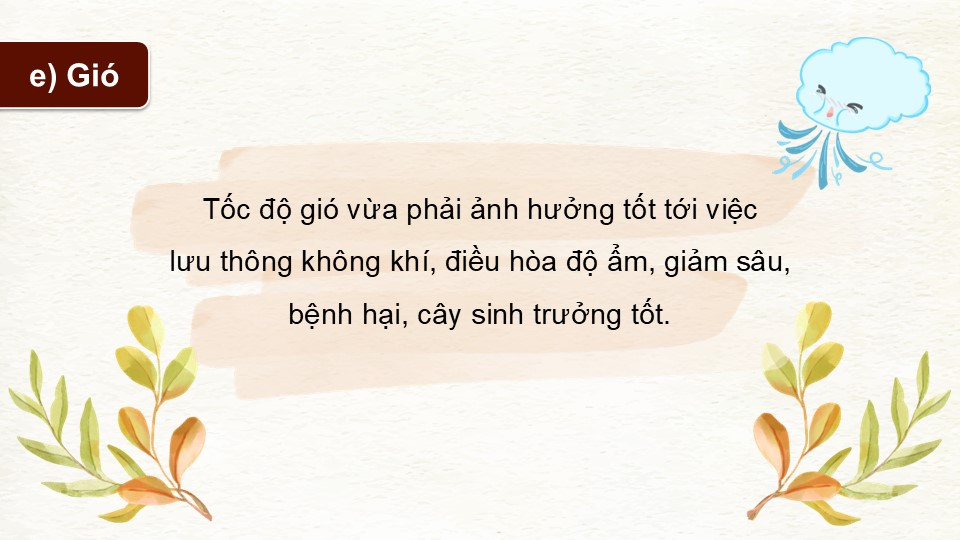 e) Gió
Tốc độ gió vừa phải ảnh hưởng tốt tới việc
lưu thông không khí, điều hòa độ ẩm, giảm sâu,
bệnh hại, cây sinh trưởng tốt.